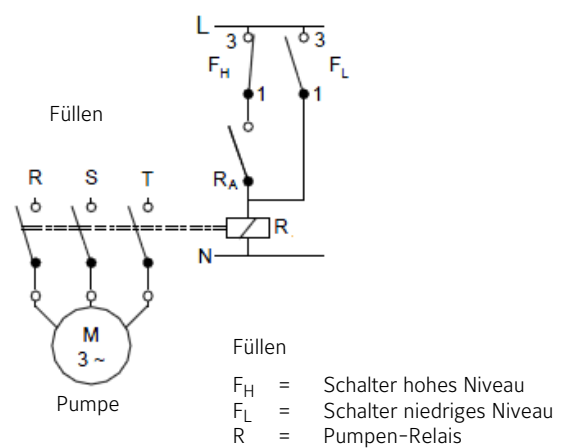 L
3 3
F_H F_L
1 1
Füllen
R S T
R_A
R
N
M
3 ~
Pumpe
Füllen
F_H = Schalter hohes Niveau
F_L = Schalter niedriges Niveau
R = Pumpen-Relais